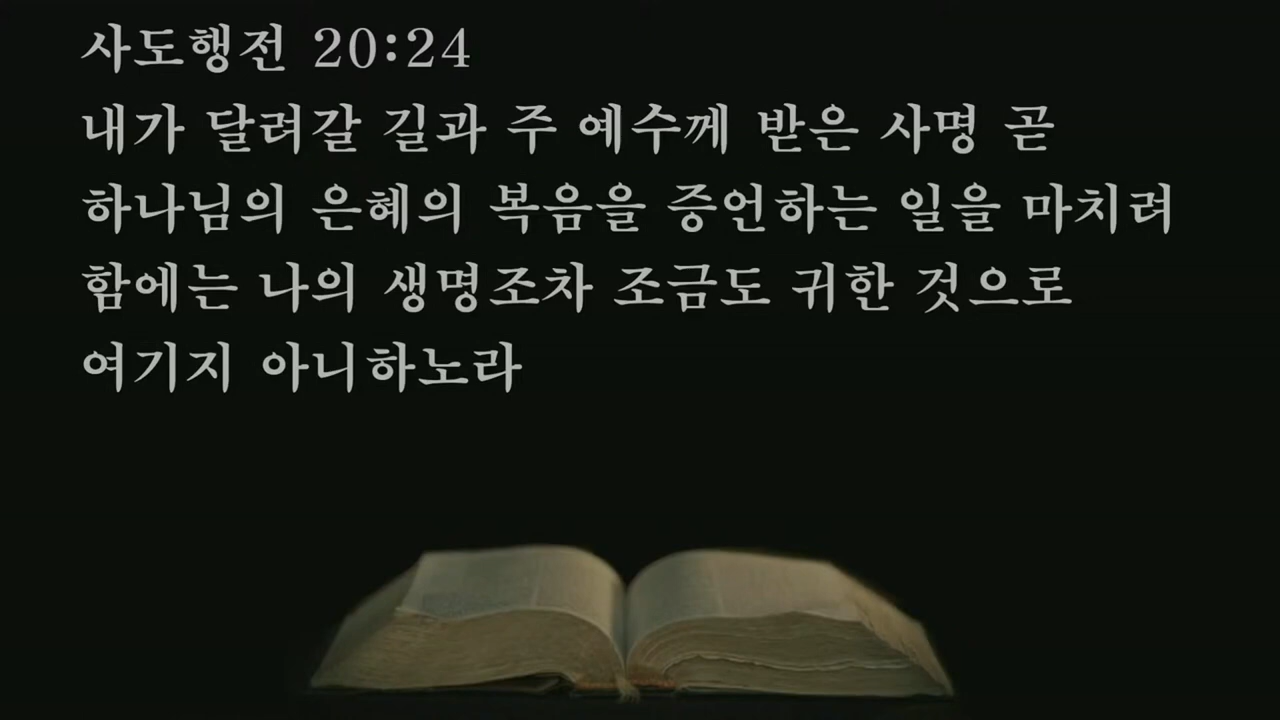 사도행전 20:24
내가 달려갈 길과 주 예수께 받은 사명 곧
하나님의 은혜의 복음을 증언하는 일을 마치려
함에는 나의 생명조차 조금도 귀한 것으로
여기지 아니하노라